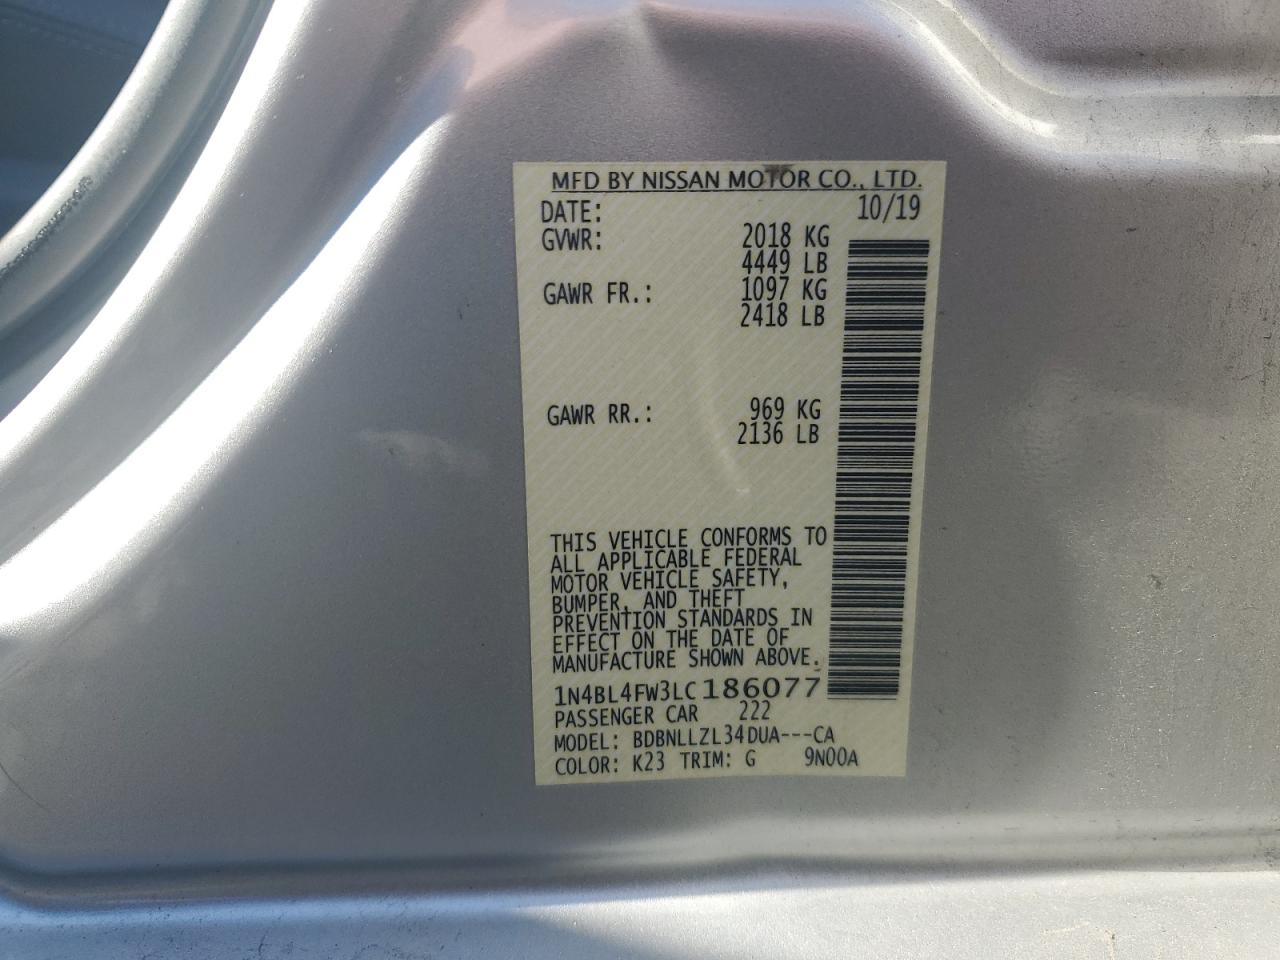 MFD BY NISSAN MOTOR CO., LTD.
DATE: 10/19
GVWR: 2018 KG
4449 LB
GAWR FR.: 1097 KG
2418 LB
GAWR RR.: 969 KG
2136 LB
THIS VEHICLE CONFORMS TO
ALL APPLICABLE FEDERAL
MOTOR VEHICLE SAFETY,
BUMPER, AND THEFT
PREVENTION STANDARDS IN
EFFECT ON THE DATE OF
MANUFACTURE SHOWN ABOVE.
1N4BL4FW3LC186077
PASSENGER CAR 222
MODEL: BDBNLLZL34DUA---CA
COLOR: K23 TRIM: G 9N00A